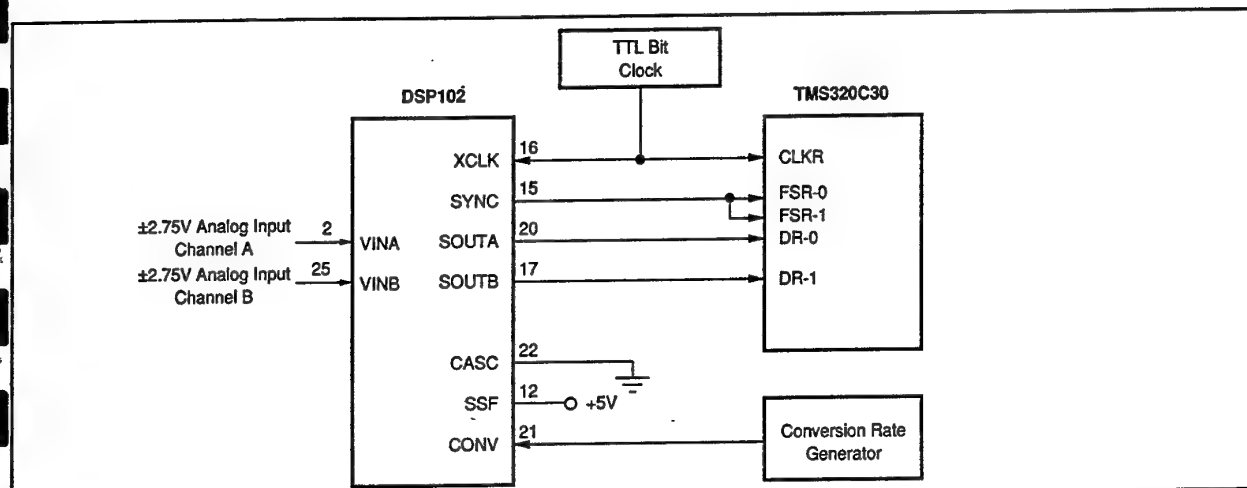 TTL Bit
Clock
DSP102
TMS320C30
XCLK
16
CLKR
SYNC
15
FSR-0
FSR-1
±2.75V Analog Input
Channel A
2
VINA
SOUTA
20
DR-0
±2.75V Analog Input
Channel B
25
VINB
SOUTB
17
DR-1
CASC
22
SSF
12
+5V
CONV
21
Conversion Rate
Generator